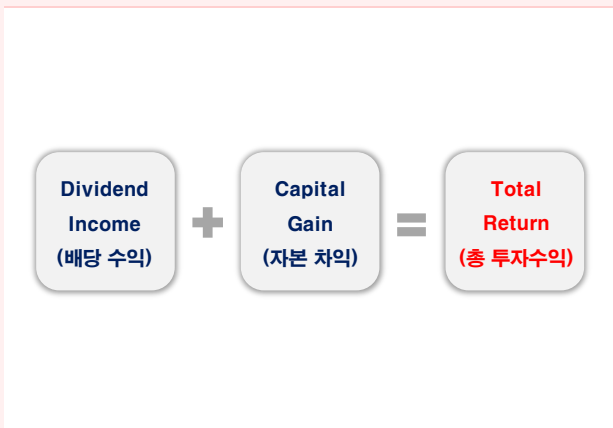 Dividend
Income
(배당 수익)
Capital
Gain
(자본 차익)
Total
Return
(총 투자수익)